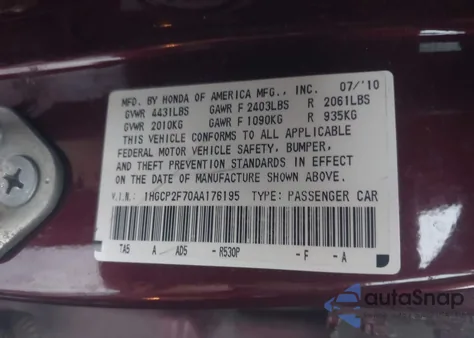 MFD. BY HONDA OF AMERICA MFG., INC. 07/'10
GVWR 4431LBS GAWR F 2403LBS R 2061LBS
GVWR 2010KG GAWR F 1090KG R 935KG
THIS VEHICLE CONFORMS TO ALL APPLICABLE
FEDERAL MOTOR VEHICLE SAFETY, BUMPER,
AND THEFT PREVENTION STANDARDS IN EFFECT
ON THE DATE OF MANUFACTURE SHOWN ABOVE.
V.I.N.: 1HGCP2F70AA176195 TYPE: PASSENGER CAR
TA5 A AD5 - R530P - F - A
autoSnap